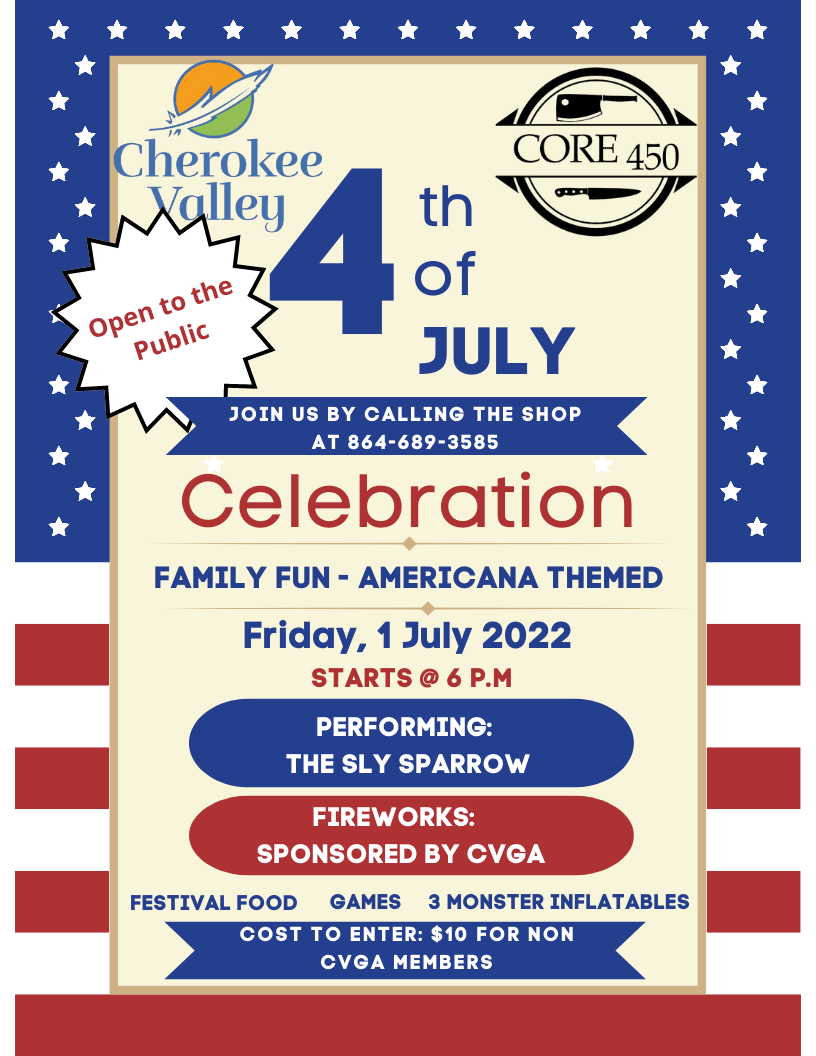 Cherokee
Valley
CORE 450
4th
of
JULY
Open to the
Public
JOIN US BY CALLING THE SHOP
AT 864-689-3585
Celebration
FAMILY FUN - AMERICANA THEMED
Friday, 1 July 2022
STARTS @ 6 P.M
PERFORMING:
THE SLY SPARROW
FIREWORKS:
SPONSORED BY CVGA
FESTIVAL FOOD GAMES 3 MONSTER INFLATABLES
COST TO ENTER: $10 FOR NON
CVGA MEMBERS